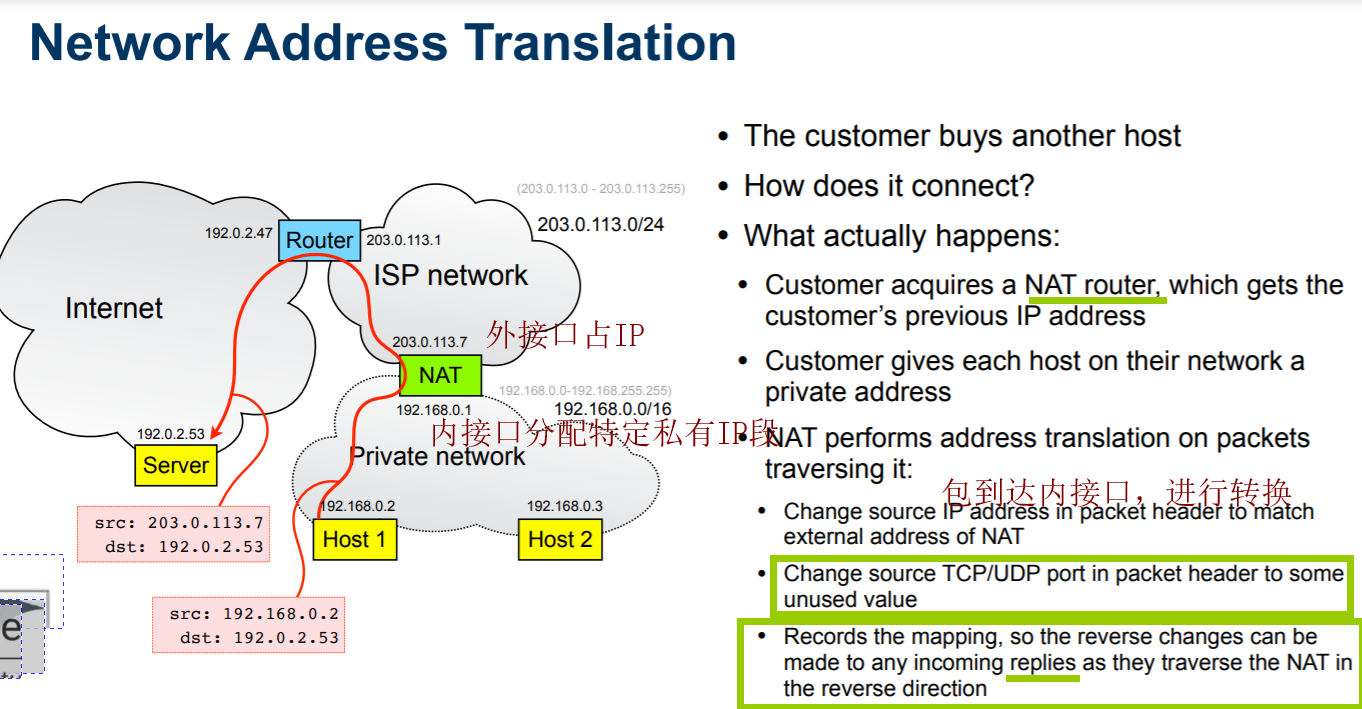 Network Address Translation
(203.0.113.0 - 203.0.113.255)
203.0.113.0/24
192.0.2.47
Router
203.0.113.1
ISP network
Internet
203.0.113.7
外接口占IP
NAT
192.168.0.0-192.168.255.255)
192.168.0.1
192.168.0.0/16
内接口分配特定私有IP段
Private network
192.0.2.53
Server
192.168.0.2
192.168.0.3
Host 1
Host 2
src: 203.0.113.7
dst: 192.0.2.53
src: 192.168.0.2
dst: 192.0.2.53
e
• The customer buys another host
• How does it connect?
• What actually happens:
• Customer acquires a NAT router, which gets the
customer's previous IP address
• Customer gives each host on their network a
private address
• NAT performs address translation on packets
traversing it:
包到达内接口，进行转换
• Change source IP address in packet header to match
external address of NAT
• Change source TCP/UDP port in packet header to some
unused value
• Records the mapping, so the reverse changes can be
made to any incoming replies as they traverse the NAT in
the reverse direction